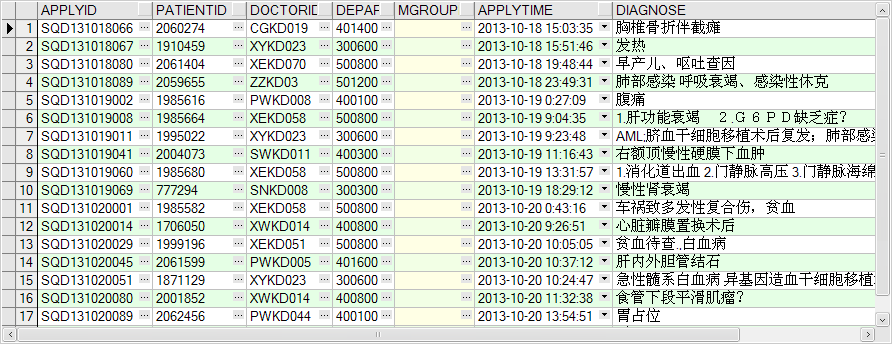 APPLYID PATIENTID DOCTORID DEPAR MGROUP APPLYTIME DIAGNOSE
1 SQD131018066 2060274 CGKD019 401400 2013-10-18 15:03:35 胸椎骨折伴截瘫
2 SQD131018067 1910459 XYKD023 300600 2013-10-18 15:51:46 发热
3 SQD131018080 2061404 XEKD070 500800 2013-10-18 19:48:44 早产儿、呕吐查因
4 SQD131018089 2059655 ZZKD03 501200 2013-10-18 23:49:31 肺部感染 呼吸衰竭、感染性休克
5 SQD131019002 1985616 PWKD008 400100 2013-10-19 0:27:09 腹痛
6 SQD131019008 1985664 XEKD058 500800 2013-10-19 9:04:35 1.肝功能衰竭 2.G6PD缺乏症？
7 SQD131019011 1995022 XYKD023 300600 2013-10-19 9:23:48 AML脐血干细胞移植术后复发；肺部感染
8 SQD131019041 2004073 SWKD011 400300 2013-10-19 11:16:43 右额顶慢性硬膜下血肿
9 SQD131019060 1985680 XEKD058 500800 2013-10-19 13:31:57 1.消化道出血 2.门静脉高压 3.门静脉海绵
10 SQD131019069 777294 SNKD008 300300 2013-10-19 18:29:12 慢性肾衰竭
11 SQD131020001 1985582 XEKD058 500800 2013-10-20 0:43:16 车祸致多发性复合伤，贫血
12 SQD131020014 1706050 XWKD014 400800 2013-10-20 9:26:51 心脏瓣膜置换术后
13 SQD131020029 1999196 XEKD051 500800 2013-10-20 10:05:05 贫血待查.,白血病
14 SQD131020045 2061599 PWKD005 401600 2013-10-20 10:37:12 肝内外胆管结石
15 SQD131020051 1871129 XYKD023 300600 2013-10-20 10:24:47 急性髓系白血病 异基因造血干细胞移植
16 SQD131020080 2001852 XWKD014 400800 2013-10-20 11:32:38 食管下段平滑肌瘤？
17 SQD131020089 2062456 PWKD044 400100 2013-10-20 13:54:51 胃占位